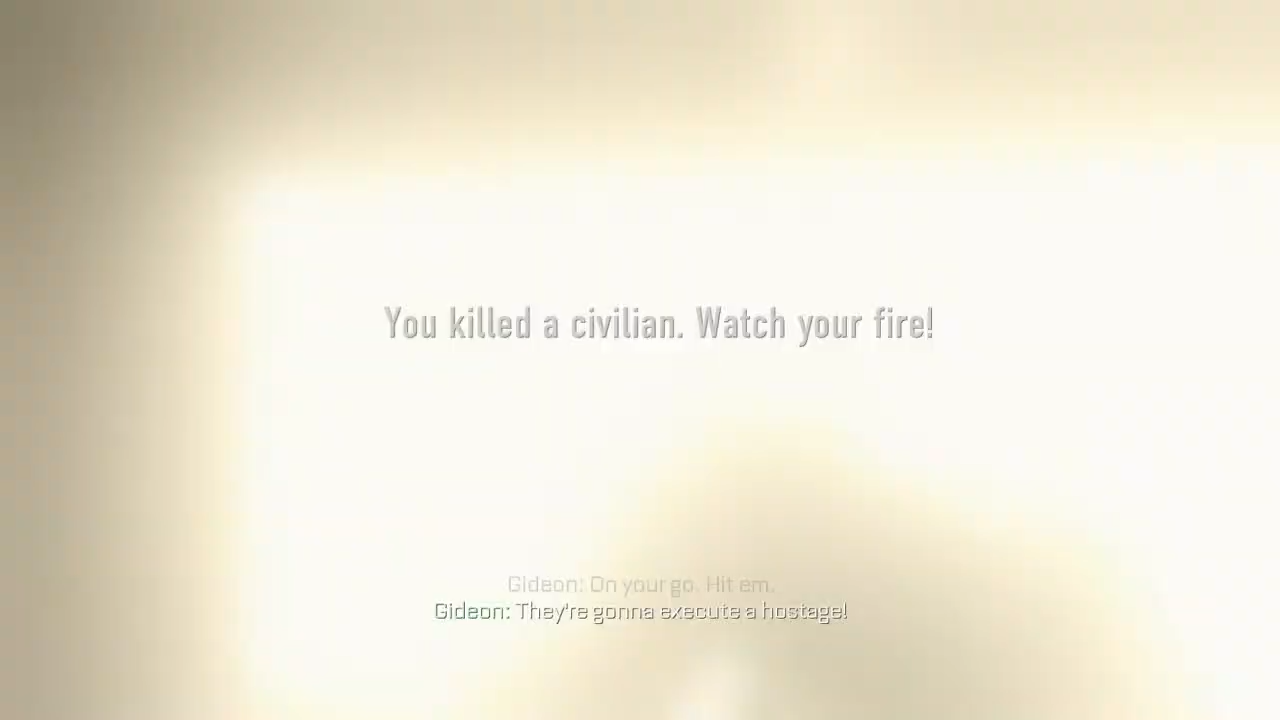 You killed a civilian. Watch your fire!
Gideon: On your go. Hit em.
Gideon: They're gonna execute a hostage!